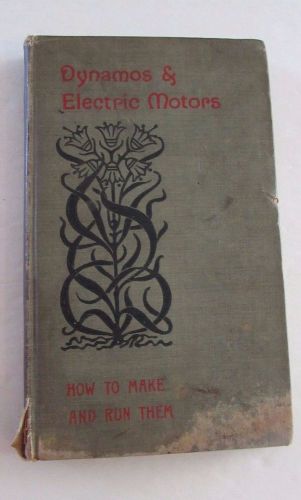 Dynamos &
Electric Motors
HOW TO MAKE
AND RUN THEM